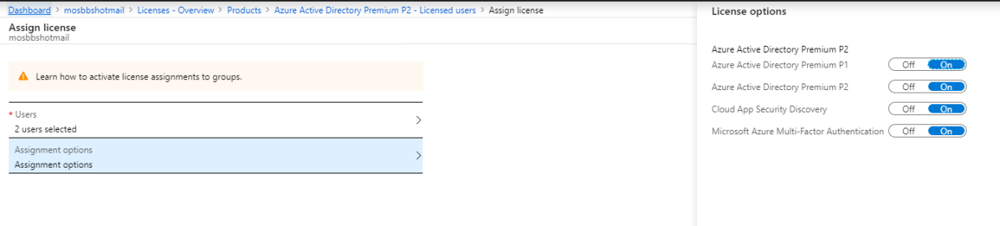 Dashboard > mosbbshotmail > Licenses - Overview > Products > Azure Active Directory Premium P2 - Licensed users > Assign license
Assign license
mosbbshotmail
Learn how to activate license assignments to groups.
* Users
2 users selected
Assignment options
Assignment options
License options
Azure Active Directory Premium P2
Azure Active Directory Premium P1 Off On
Azure Active Directory Premium P2 Off On
Cloud App Security Discovery Off On
Microsoft Azure Multi-Factor Authentication Off On